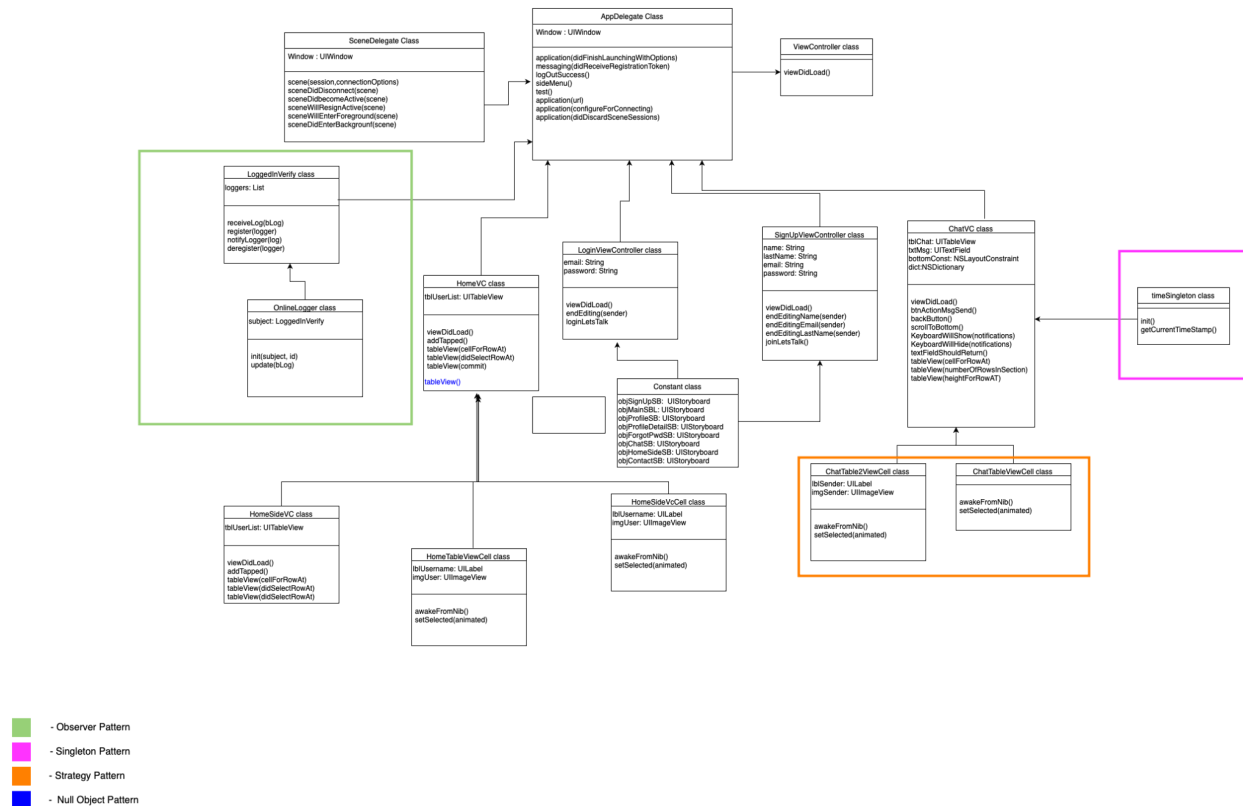 AppDelegate Class
Window : UIWindow
application(didFinishLaunchingWithOptions)
messaging(didReceiveRegistrationToken)
logOutSuccess()
sideMenu()
test()
application(url)
application(configureForConnecting)
application(didDiscardSceneSessions)
SceneDelegate Class
Window : UIWindow
scene(session,connectionOptions)
sceneDidDisconnect(scene)
sceneDidbecomeActive(scene)
sceneWillResignActive(scene)
sceneWillEnterForeground(scene)
sceneDidEnterBackgrounf(scene)
ViewController class
viewDidLoad()
LoggedInVerify class
loggers: List
receiveLog(bLog)
register(logger)
notifyLogger(log)
deregister(logger)
OnlineLogger class
subject: LoggedInVerify
init(subject, id)
update(bLog)
HomeVC class
tblUserList: UITableView
viewDidLoad()
addTapped()
tableView(cellForRowAt)
tableView(didSelectRowAt)
tableView(commit)
tableView()
LoginViewController class
email: String
password: String
viewDidLoad()
endEditing(sender)
loginLetsTalk
SignUpViewController class
name: String
lastName: String
email: String
password: String
viewDidLoad()
endEditingName(sender)
endEditingEmail(sender)
endEditingLastName(sender)
joinLetsTalk()
ChatVC class
tblChat: UITableView
txtMsg: UITextField
bottomConst: NSLayoutConstraint
dict:NSDictionary
viewDidLoad()
btnActionMsgSend()
backButton()
scrollToBottom()
KeyboardWillShow(notifications)
KeyboardWillHide(notifications)
textFieldShouldReturn()
tableView(cellForRowAt)
tableView(numberOfRowsInSection)
tableView(heightForRowAT)
timeSingleton class
init()
getCurrentTimeStamp()
Constant class
objSignUpSB: UIStoryboard
objMainSBL: UIStoryboard
objProfileSB: UIStoryboard
objProfileDetailSB: UIStoryboard
objForgotPwdSB: UIStoryboard
objChatSB: UIStoryboard
objHomeSideSB: UIStoryboard
objContactSB: UIStoryboard
ChatTable2ViewCell class
lblSender: UILabel
imgSender: UIImageView
awakeFromNib()
setSelected(animated)
ChatTableViewCell class
awakeFromNib()
setSelected(animated)
HomeSideVC class
tblUserList: UITableView
viewDidLoad()
addTapped()
tableView(cellForRowAt)
tableView(didSelectRowAt)
tableView(didSelectRowAt)
HomeTableViewCell class
lblUsername: UILabel
imgUser: UIImageView
awakeFromNib()
setSelected(animated)
HomeSideVcCell class
lblUsername: UILabel
imgUser: UIImageView
awakeFromNib()
setSelected(animated)
- Observer Pattern
- Singleton Pattern
- Strategy Pattern
- Null Object Pattern